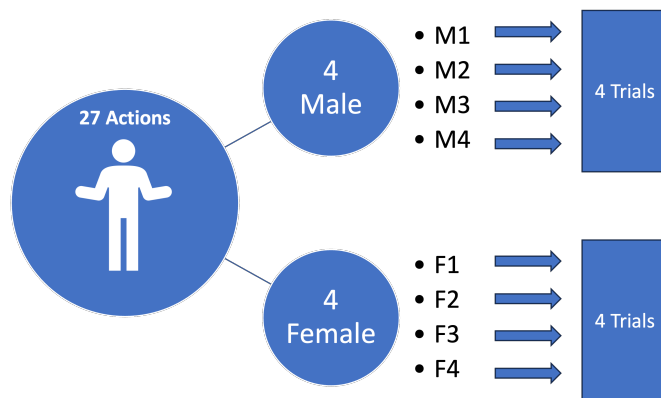 27 Actions
4
Male
• M1
• M2
• M3
• M4
4 Trials
4
Female
• F1
• F2
• F3
• F4
4 Trials